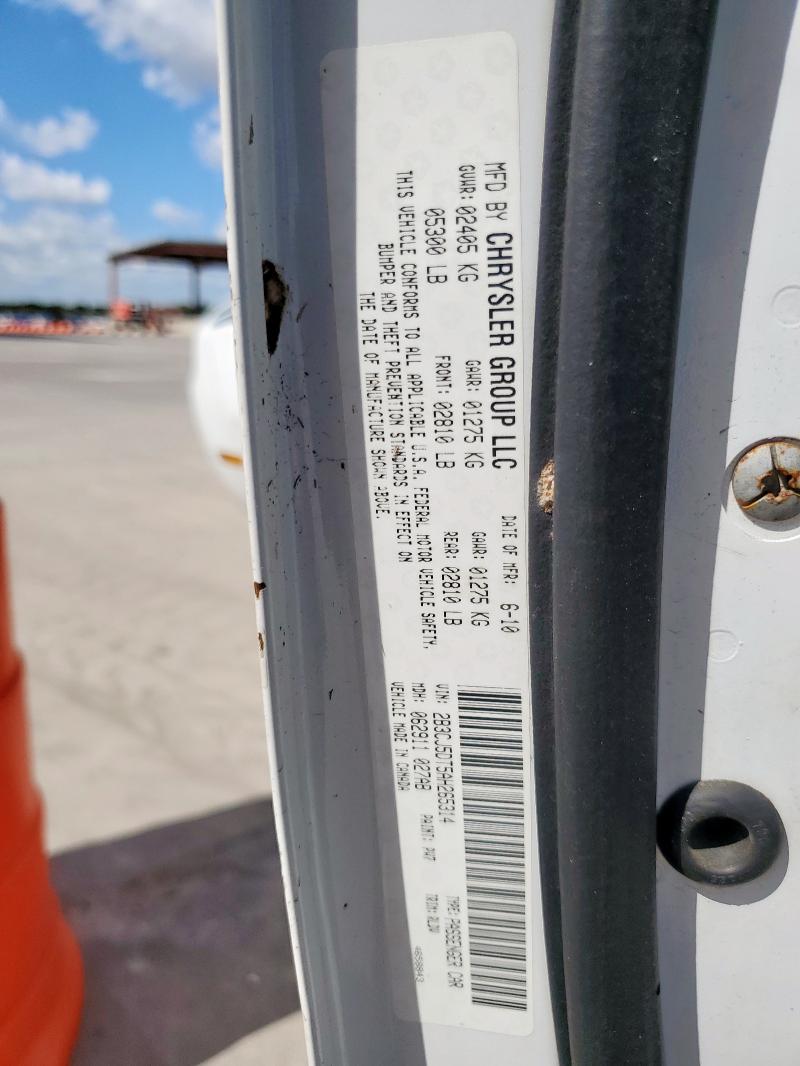 MFD BY CHRYSLER GROUP LLC DATE OF MFR: 6-10
GVWR: 02405 KG GAWR: 01275 KG GAWR: 01275 KG
05300 LB FRONT: 02810 LB REAR: 02810 LB
THIS VEHICLE CONFORMS TO ALL APPLICABLE U.S.A. FEDERAL MOTOR VEHICLE SAFETY,
BUMPER AND THEFT PREVENTION STANDARDS IN EFFECT ON
THE DATE OF MANUFACTURE SHOWN ABOVE.
VIN: 2B3CJ5DT5AH265314 TYPE: PASSENGER CAR
MDH: 062911 027AB PAINT: PW7 TRIM:
VEHICLE MADE IN CANADA
4658843